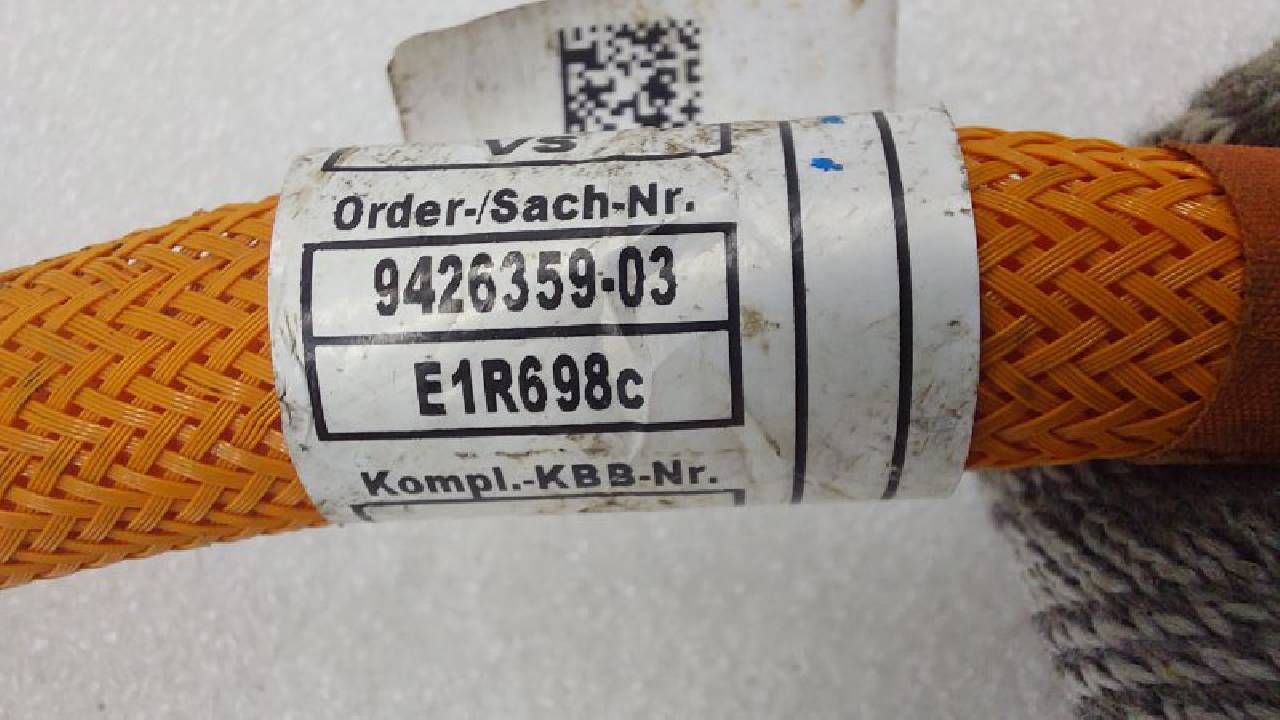 VS
Order-/Sach-Nr.
9426359-03
E1R698c
Kompl.-KBB-Nr.